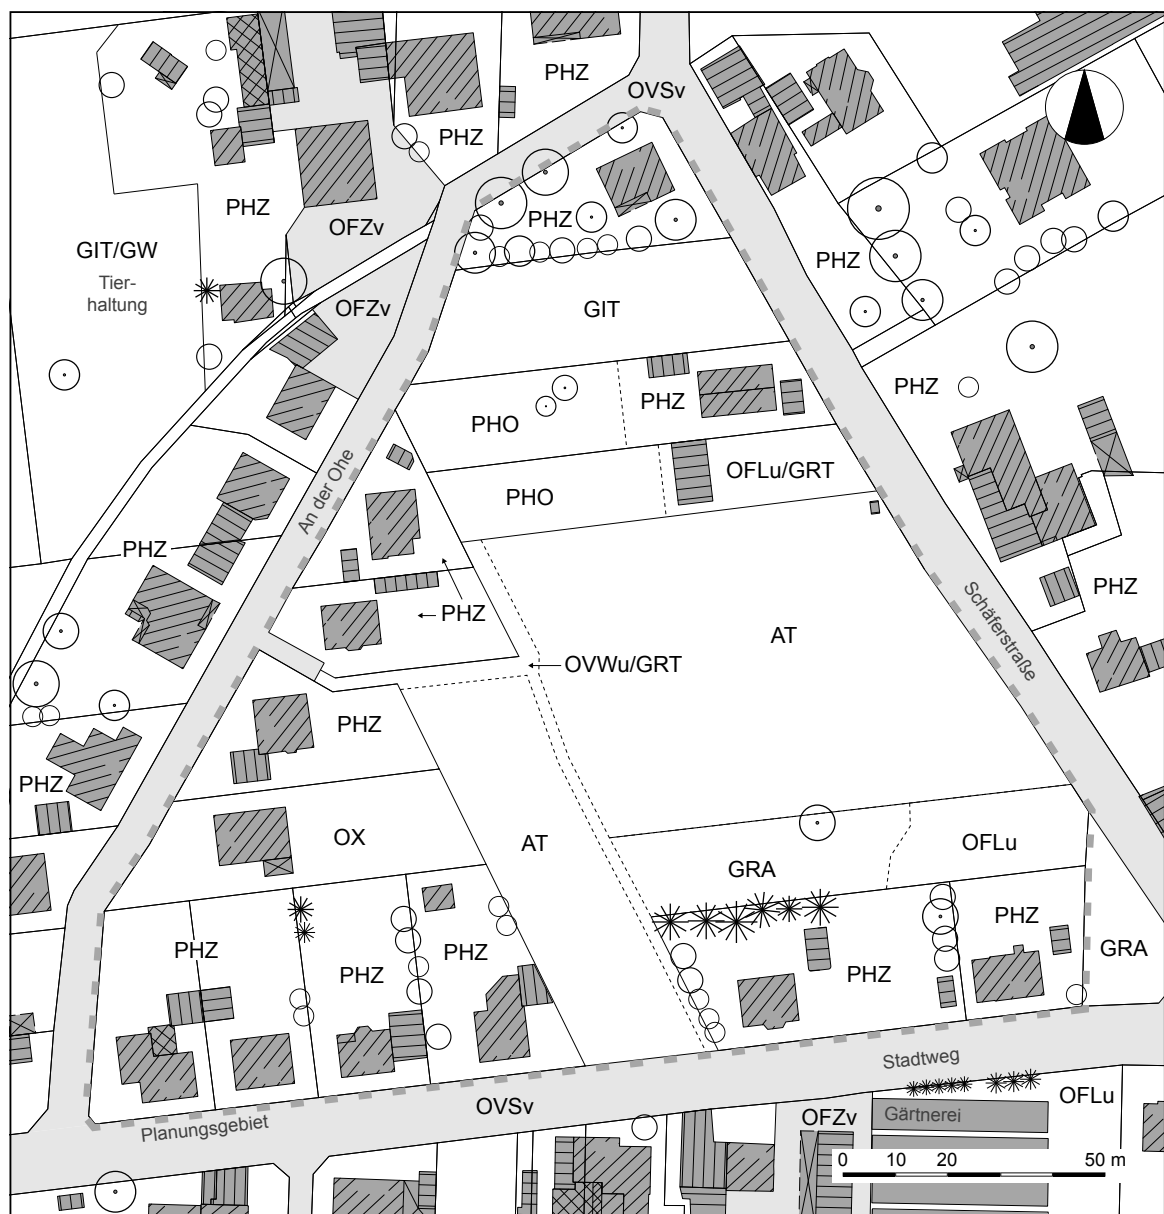 PHZ
OVSv
PHZ
PHZ
PHZ
OFZv
GIT/GW
Tier-
haltung
PHZ
OFZv
GIT
PHZ
PHZ
PHO
OFLu/GRT
PHO
An der Ohe
PHZ
PHZ
Schäferstraße
PHZ
AT
OVWu/GRT
PHZ
PHZ
OX
AT
OFLu
GRA
PHZ
PHZ
PHZ
PHZ
PHZ
GRA
Stadtweg
OVSv
Planungsgebiet
OFZv
Gärtnerei
OFLu
0 10 20 50 m